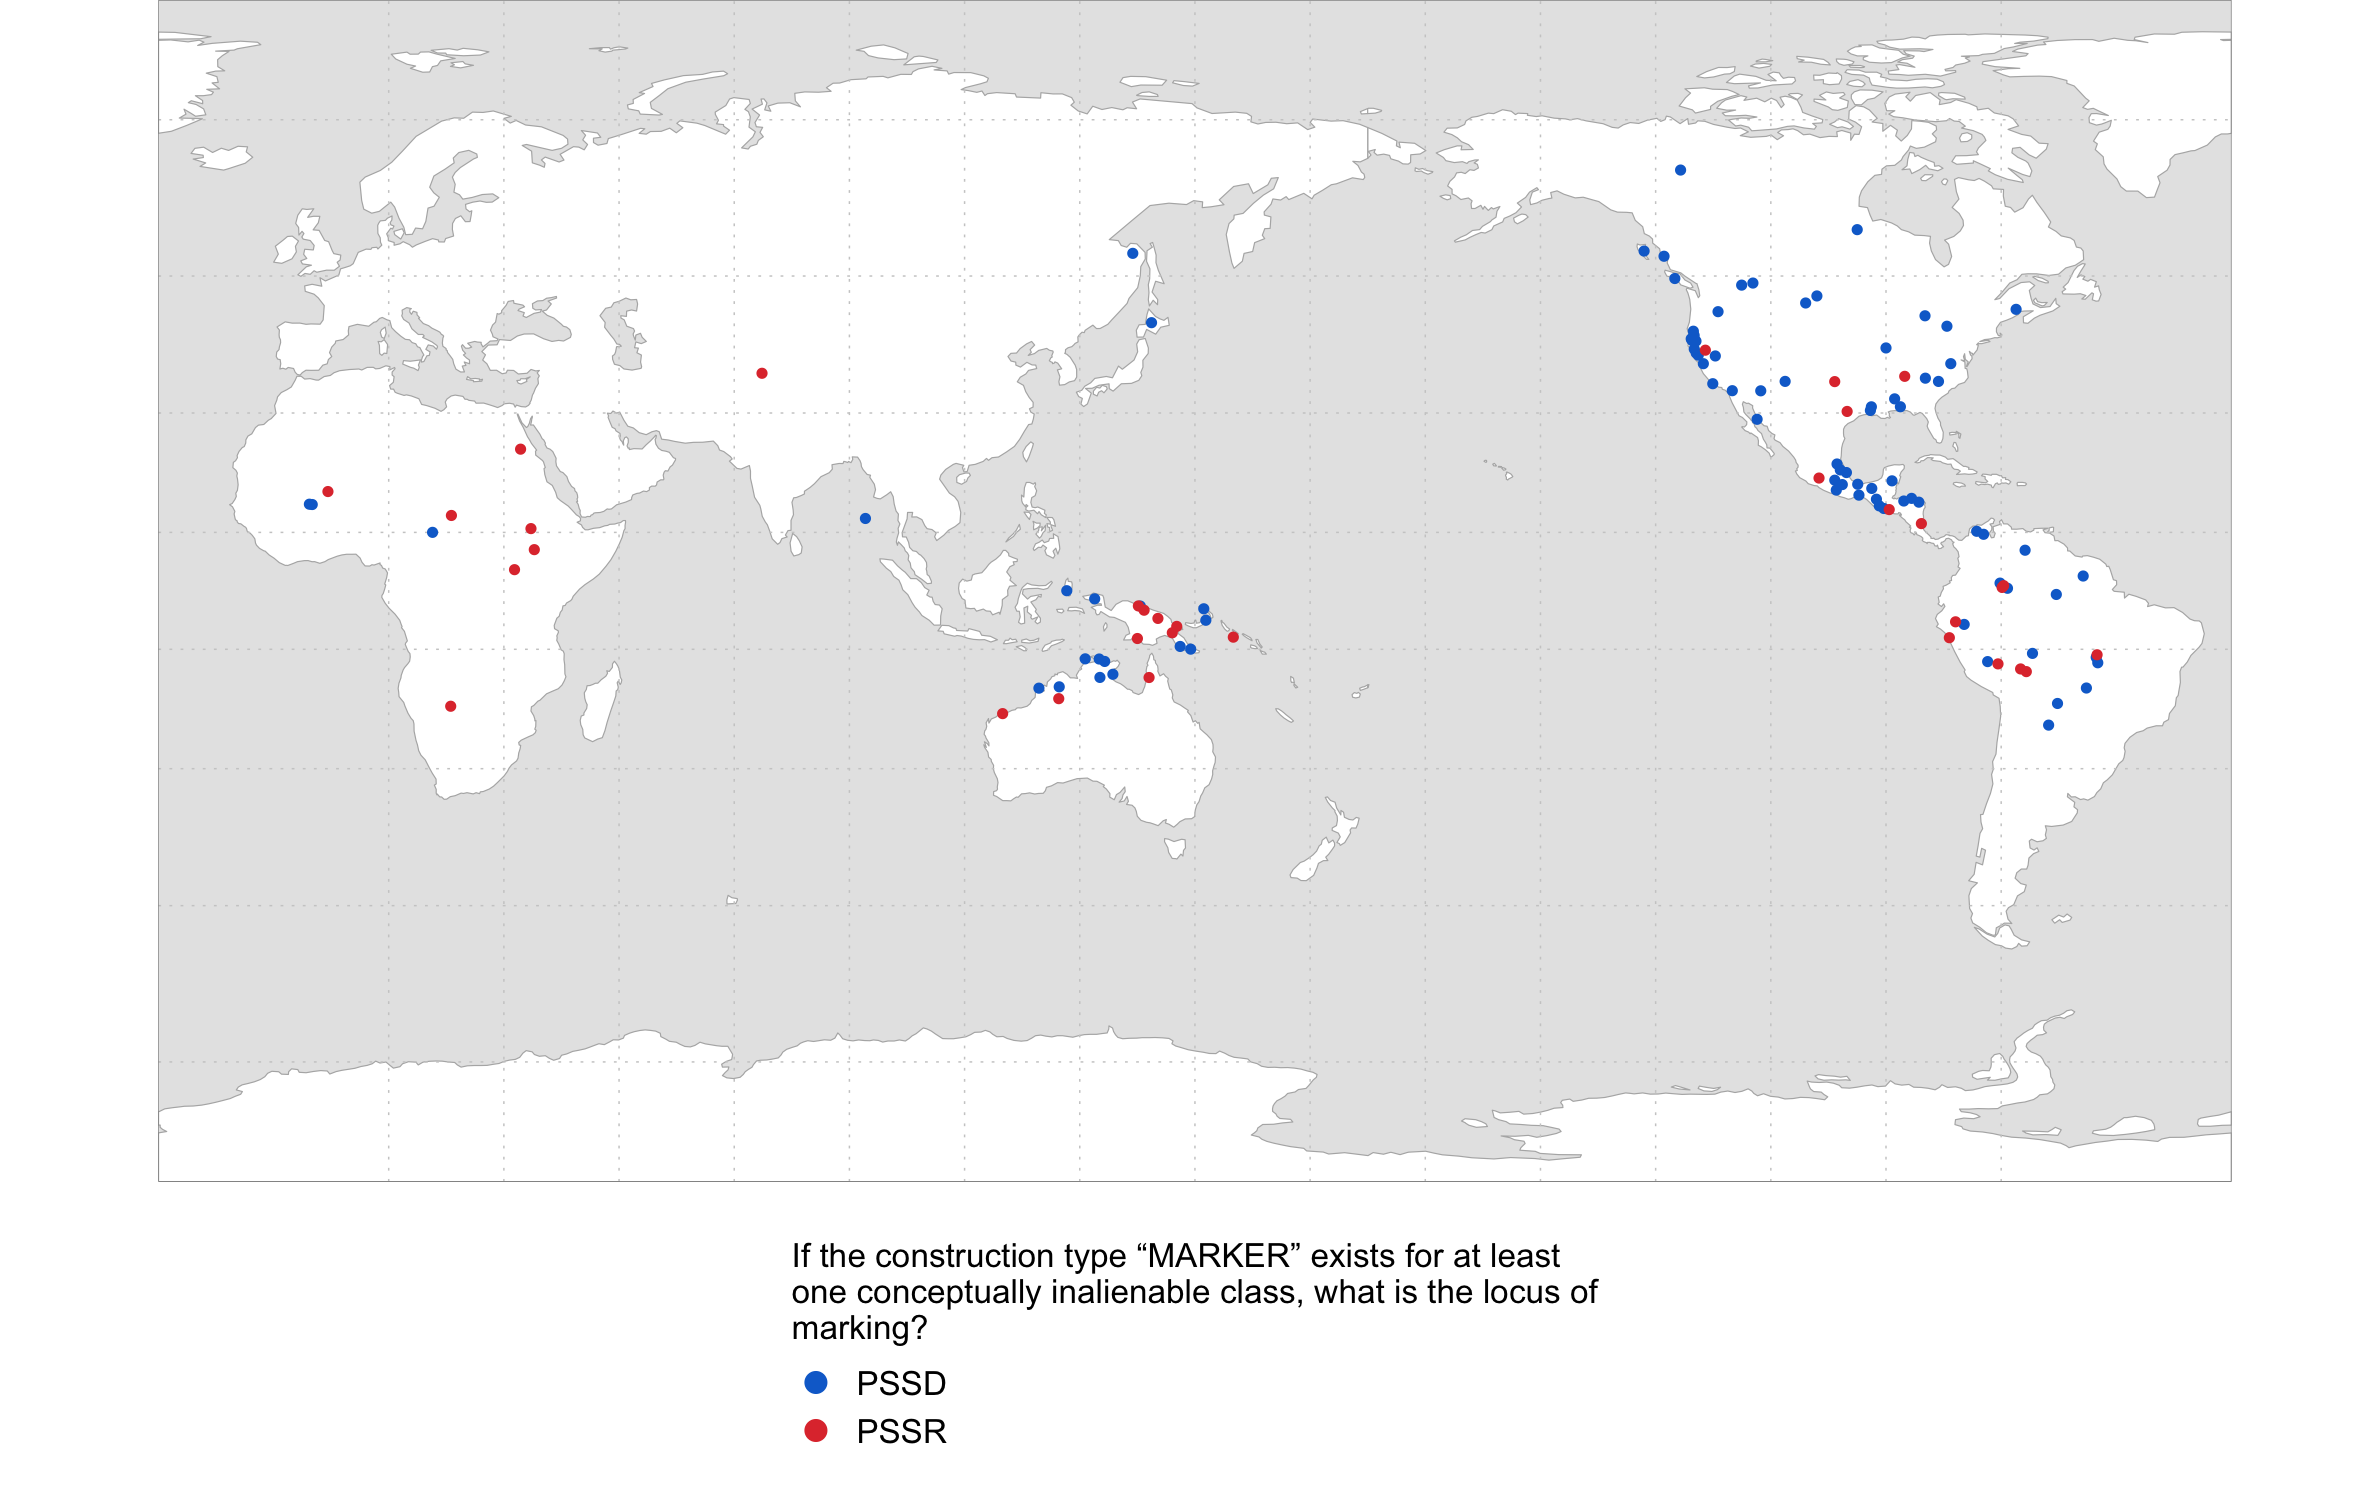 If the construction type “MARKER” exists for at least
one conceptually inalienable class, what is the locus of
marking?
PSSD
PSSR